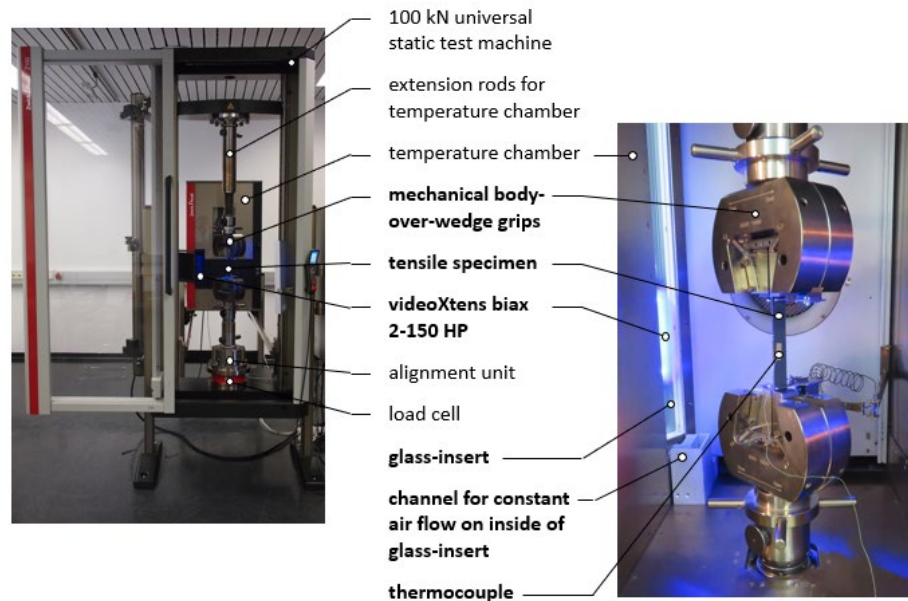 100 kN universal
static test machine
extension rods for
temperature chamber
temperature chamber
mechanical body-
over-wedge grips
tensile specimen
videoXtens biax
2-150 HP
alignment unit
load cell
glass-insert
channel for constant
air flow on inside of
glass-insert
thermocouple